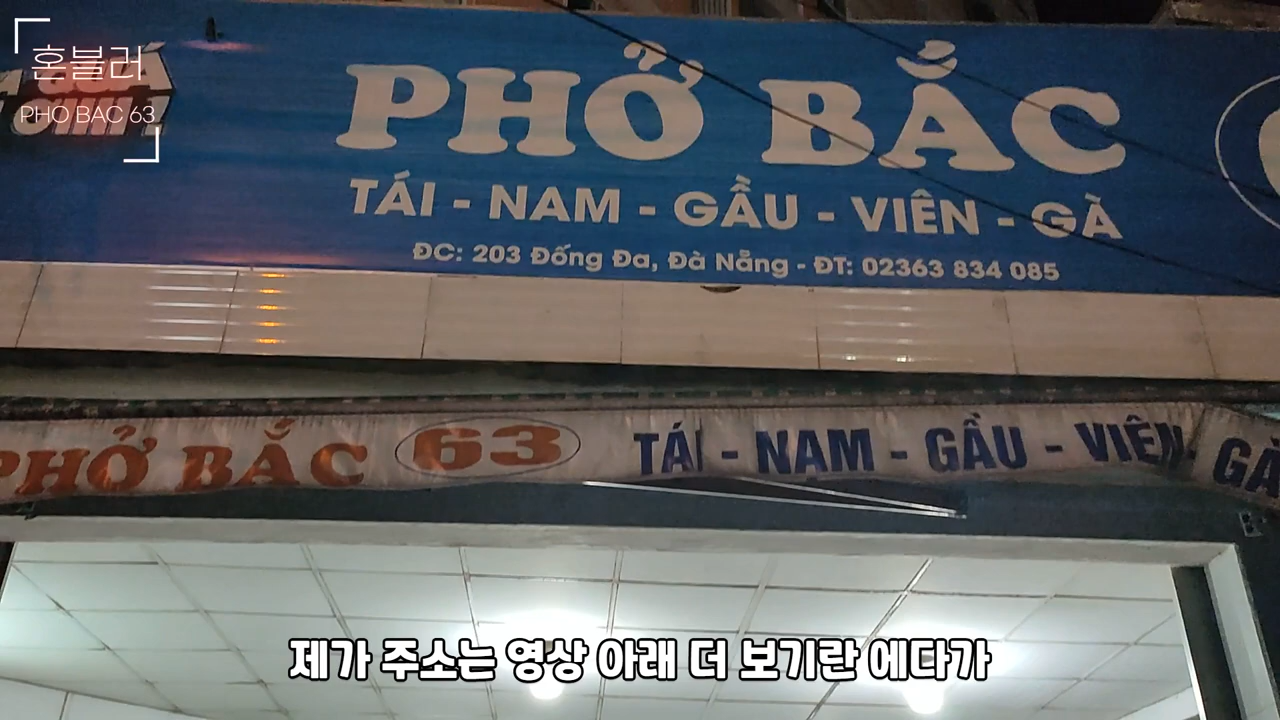 혼블러
PHO BAC 63
PHỞ BẮC
TÁI - NAM - GẦU - VIÊN - GÀ
ĐC: 203 Đống Đa, Đà Nẵng - ĐT: 02363 834 085
PHỞ BẮC 63 TÁI - NAM - GẦU - VIÊN - GÀ
제가 주소는 영상 아래 더 보기란 에다가